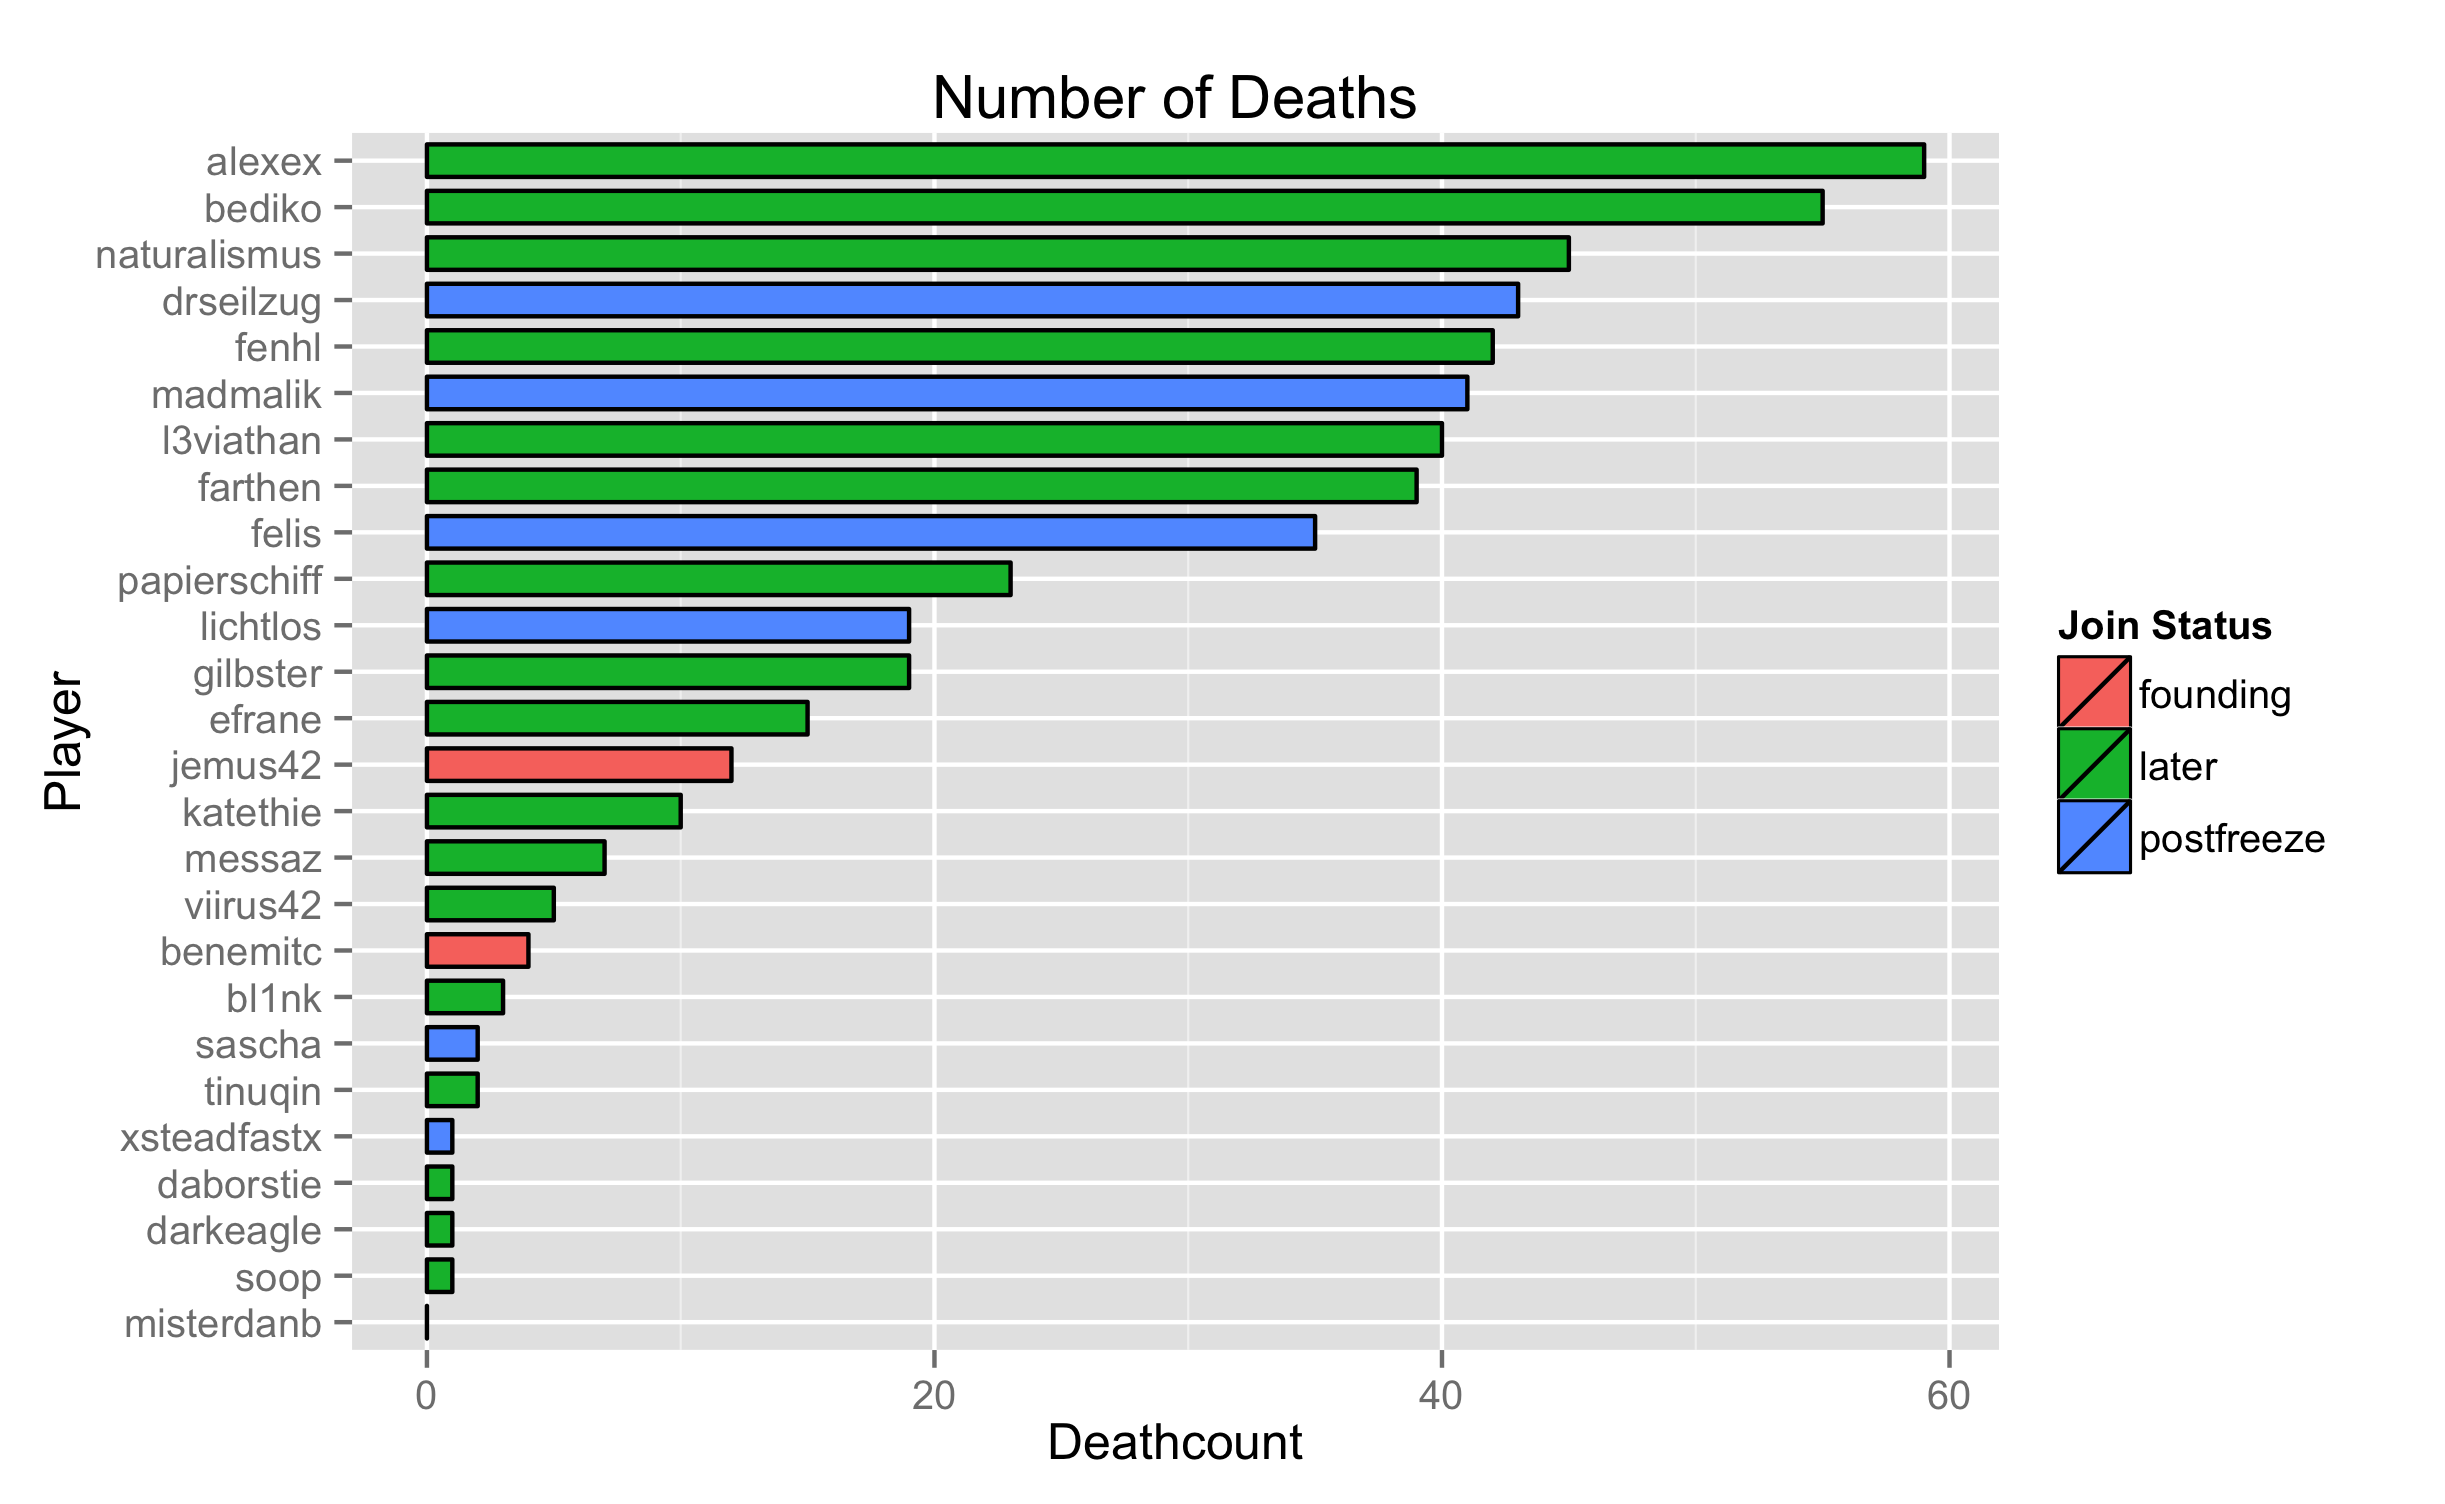 Number of Deaths
Player
alexex
bediko
naturalismus
drseilzug
fenhl
madmalik
l3viathan
farthen
felis
papierschiff
lichtlos
gilbster
efrane
jemus42
katethie
messaz
viirus42
benemitc
bl1nk
sascha
tinuqin
xsteadfastx
daborstie
darkeagle
soop
misterdanb
0 20 40 60
Deathcount
Join Status
founding
later
postfreeze